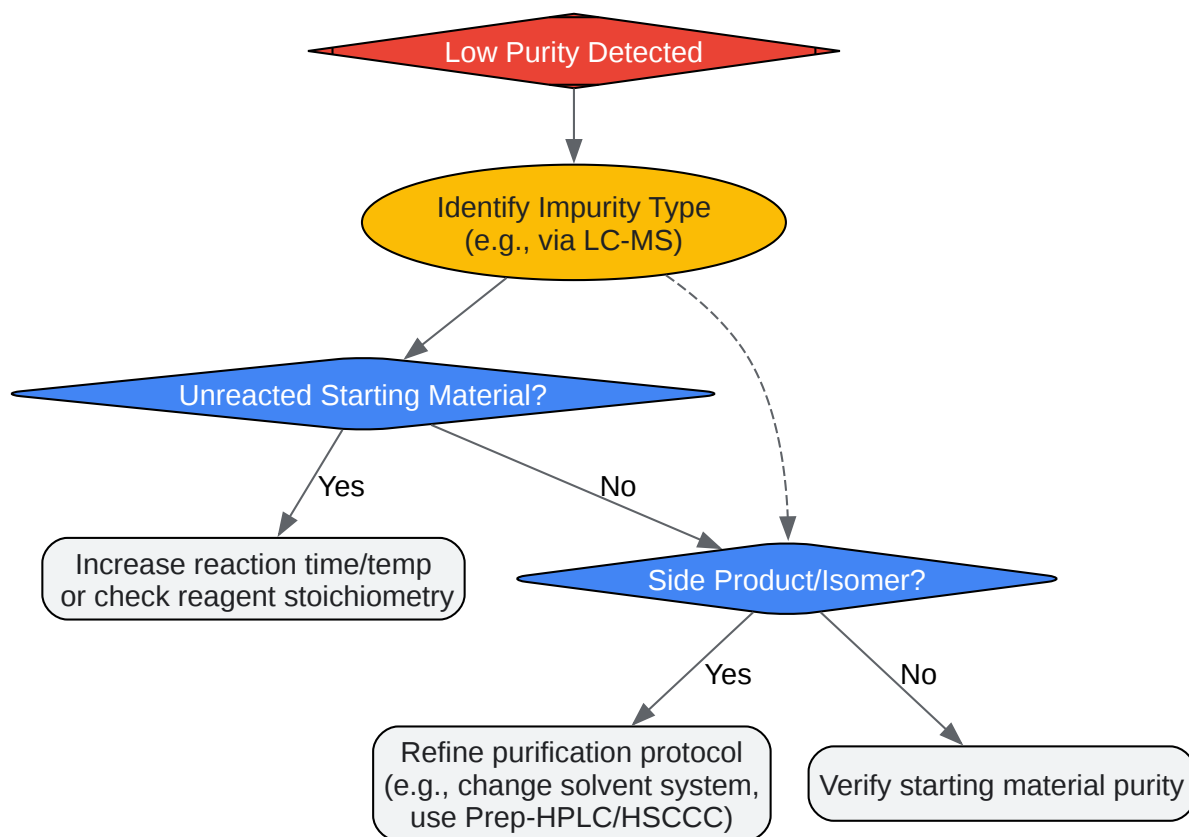 Low Purity Detected
Identify Impurity Type
(e.g., via LC-MS)
Unreacted Starting Material?
Yes
No
Increase reaction time/temp
or check reagent stoichiometry
Side Product/Isomer?
Yes
No
Refine purification protocol
(e.g., change solvent system,
use Prep-HPLC/HSCCC)
Verify starting material purity